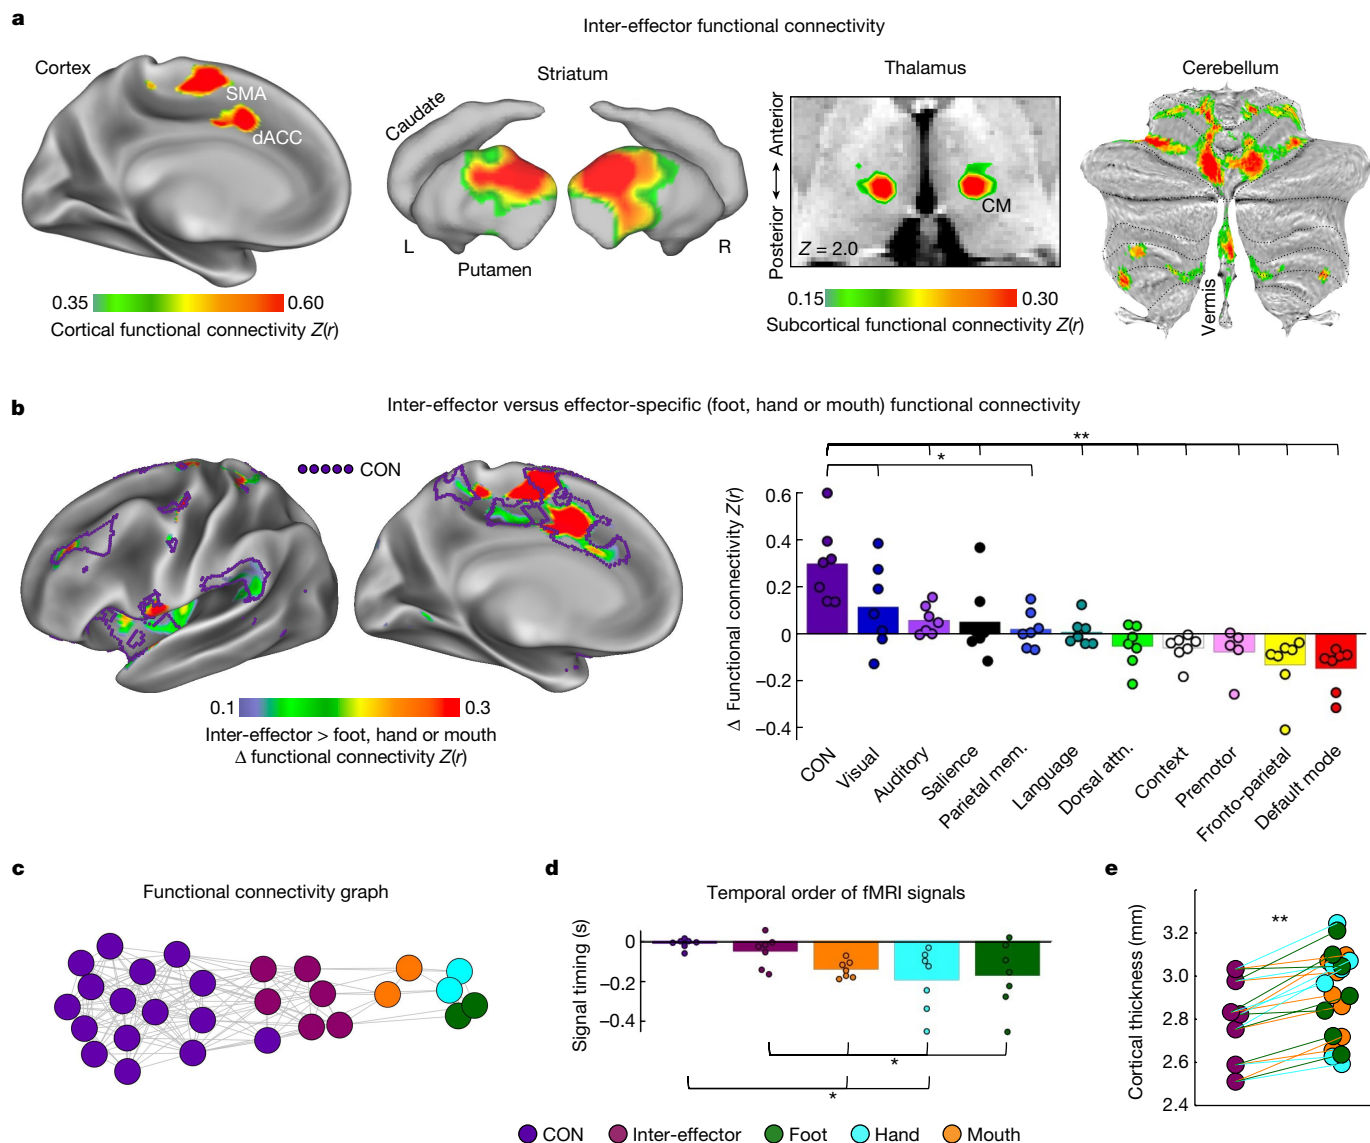 a
Inter-effector functional connectivity
Cortex
SMA
dACC
0.35
0.60
Cortical functional connectivity Z(r)
Striatum
Caudate
L
R
Putamen
Thalamus
Posterior ↔ Anterior
CM
Z = 2.0
0.15
0.30
Subcortical functional connectivity Z(r)
Cerebellum
Vermis
b
Inter-effector versus effector-specific (foot, hand or mouth) functional connectivity
CON
0.1
0.3
Inter-effector > foot, hand or mouth
Δ functional connectivity Z(r)
**
*
Δ Functional connectivity Z(r)
0.6
0.4
0.2
0
−0.2
−0.4
CON
Visual
Auditory
Salience
Parietal mem.
Language
Dorsal attn.
Context
Premotor
Fronto-parietal
Default mode
c
Functional connectivity graph
d
Temporal order of fMRI signals
Signal timing (s)
0
−0.2
−0.4
*
*
e
Cortical thickness (mm)
**
3.2
3.0
2.8
2.6
2.4
CON
Inter-effector
Foot
Hand
Mouth